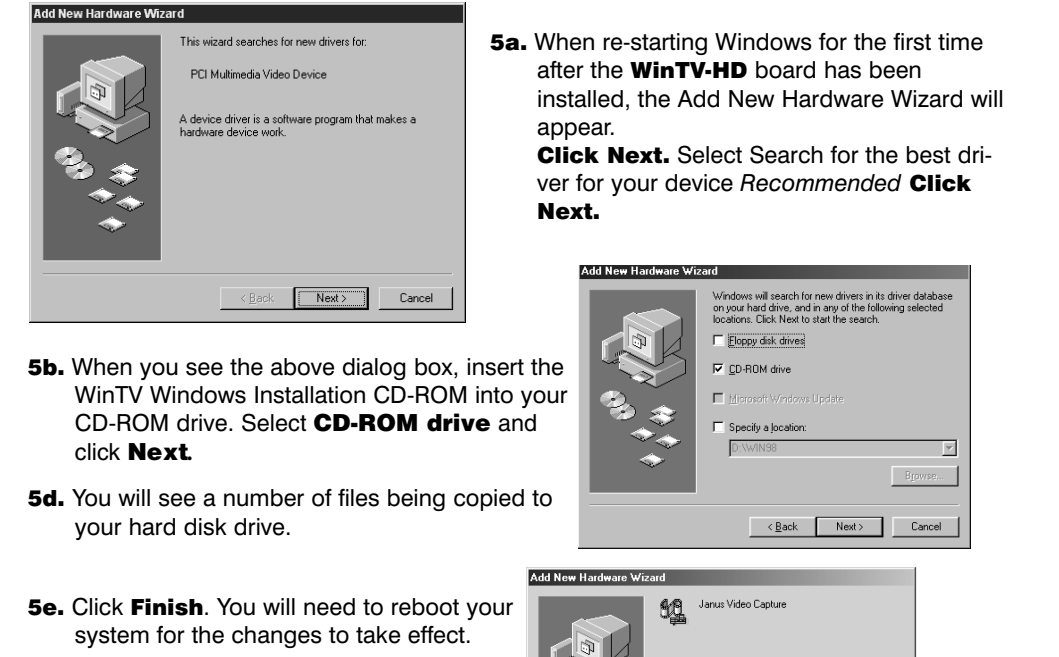 Add New Hardware Wizard
This wizard searches for new drivers for:
PCI Multimedia Video Device
A device driver is a software program that makes a
hardware device work.
< Back
Next >
Cancel
5a. When re-starting Windows for the first time
after the WinTV-HD board has been
installed, the Add New Hardware Wizard will
appear.
Click Next. Select Search for the best dri-
ver for your device Recommended Click
Next.
Add New Hardware Wizard
Windows will search for new drivers in its driver database
on your hard drive, and in any of the following selected
locations. Click Next to start the search.
Floppy disk drives
CD-ROM drive
Microsoft Windows Update
Specify a location:
D:\WIN98
Browse...
< Back
Next >
Cancel
5b. When you see the above dialog box, insert the
WinTV Windows Installation CD-ROM into your
CD-ROM drive. Select CD-ROM drive and
click Next.
5d. You will see a number of files being copied to
your hard disk drive.
5e. Click Finish. You will need to reboot your
system for the changes to take effect.
Add New Hardware Wizard
Janus Video Capture